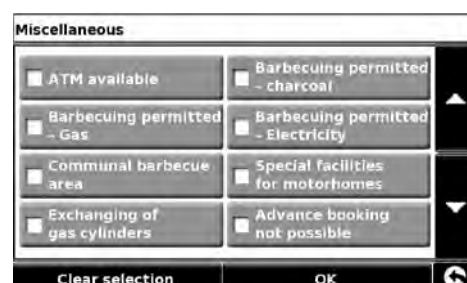 Miscellaneous
ATM available
Barbecuing permitted
- charcoal
Barbecuing permitted
- Gas
Barbecuing permitted
- Electricity
Communal barbecue
area
Special facilities
for motorhomes
Exchanging of
gas cylinders
Advance booking
not possible
Clear selection
OK